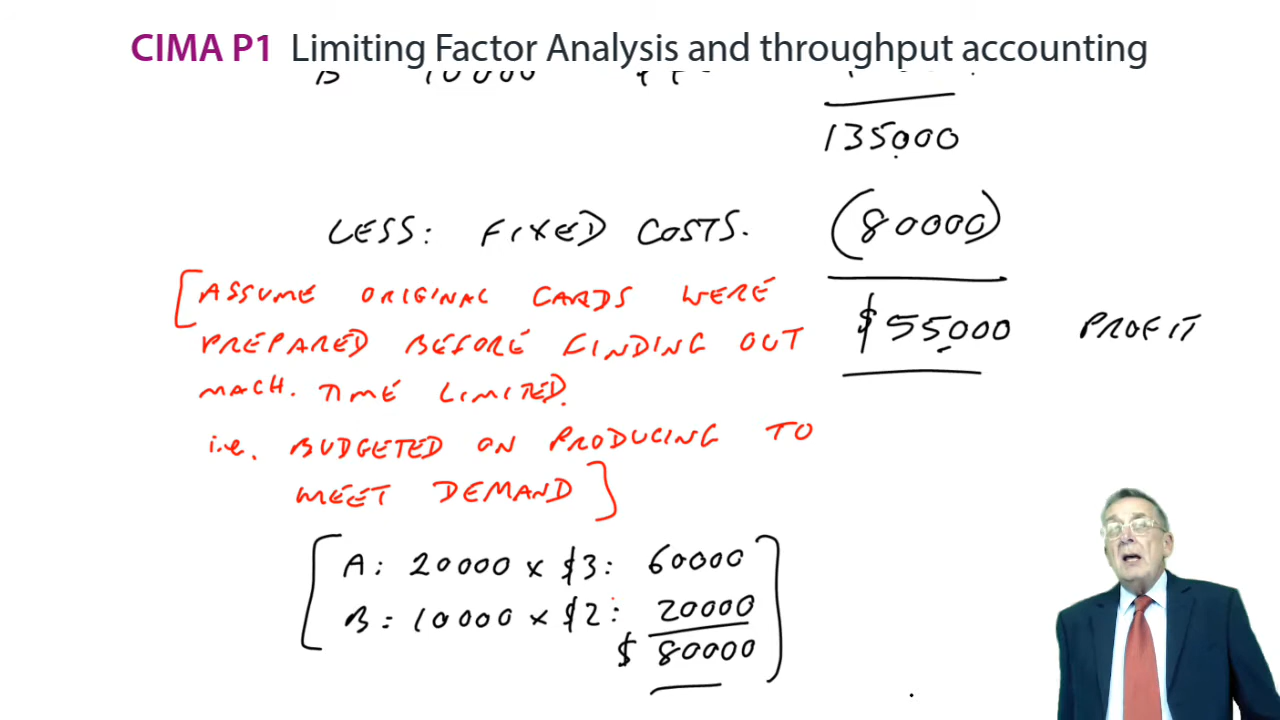 CIMA P1 Limiting Factor Analysis and throughput accounting
B 10000
135000
LESS: FIXED COSTS. (80000)
[ASSUME ORIGINAL CARDS WERE
PREPARED BEFORE FINDING OUT $55000 PROFIT
MACH. TIME LIMITED.
i.e. BUDGETED ON PRODUCING TO
MEET DEMAND]
[A: 20000 x $3: 60000
B: 10000 x $2: 20000
$ 80000]